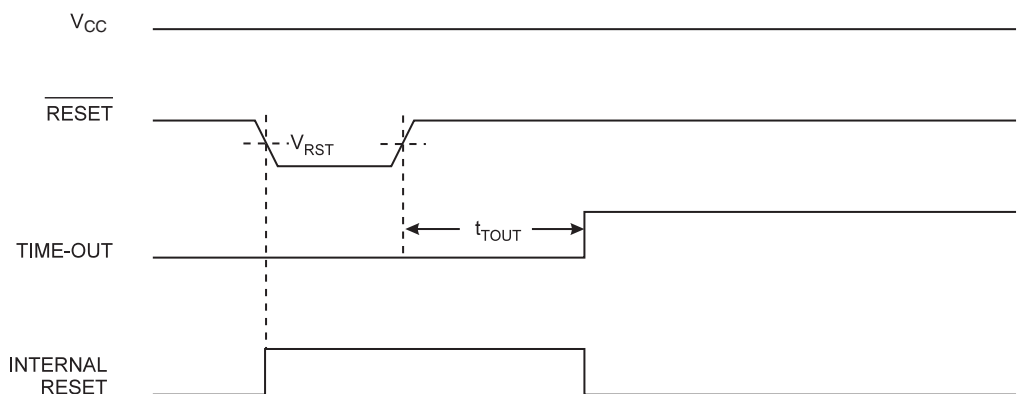 VCC
RESET
VRST
tTOUT
TIME-OUT
INTERNAL
RESET